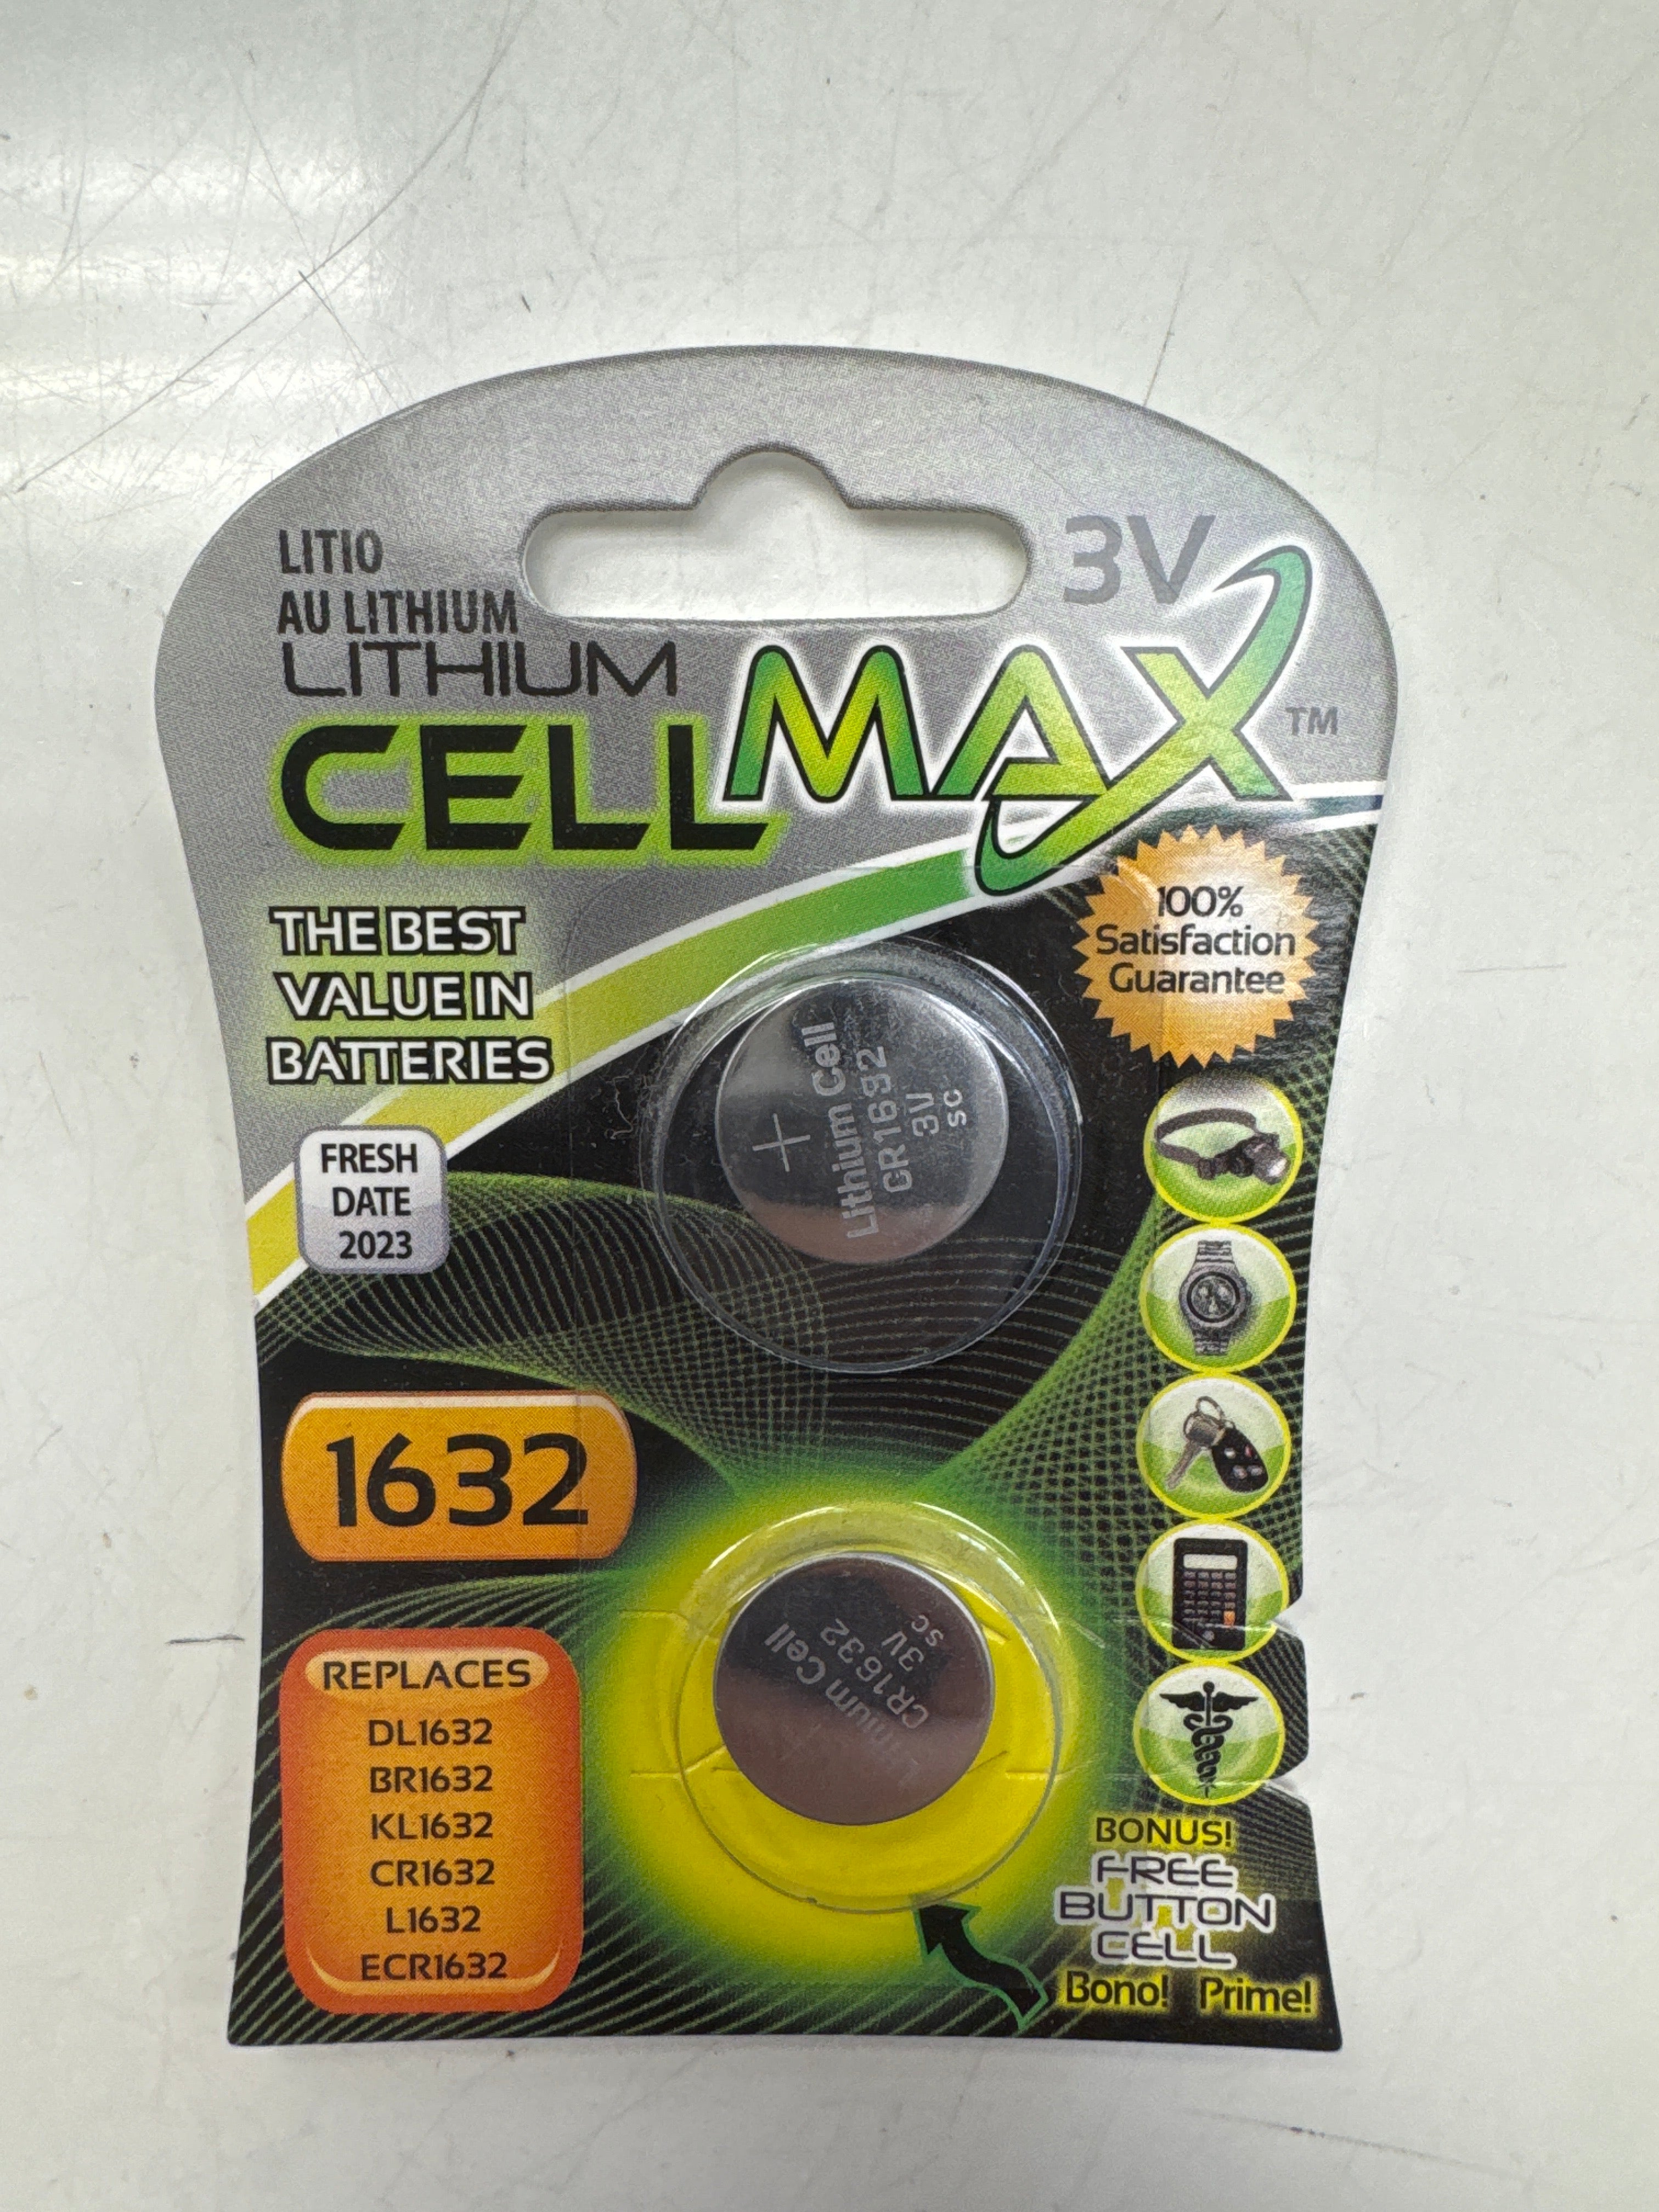 LITIO
AU LITHIUM
LITHIUM
3V
CELLMAX™
THE BEST
VALUE IN
BATTERIES
100%
Satisfaction
Guarantee
FRESH
DATE
2023
+
Lithium Cell
CR1632
3V
SC
1632
REPLACES
DL1632
BR1632
KL1632
CR1632
L1632
ECR1632
Lithium Cell
CR1632
3V
SC
BONUS!
FREE
BUTTON
CELL
Bono! Prime!